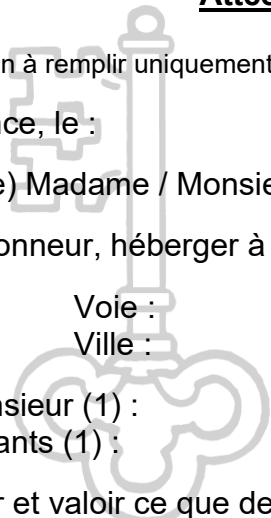 n à remplir uniquement
ce, le :
e) Madame / Monsie
onneur, héberger à
Voie :
Ville :
sieur (1) :
ants (1) :
r et valoir ce que de